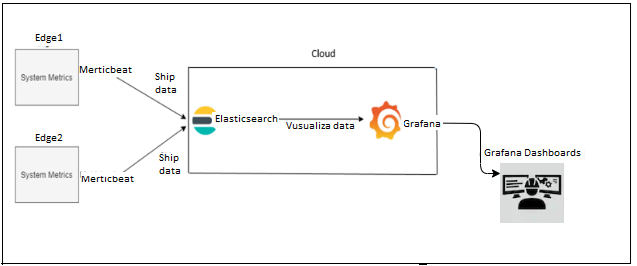 Edge1
System Metrics
Merticbeat
Ship
data
Cloud
Elasticsearch
Vusualiza data
Grafana
Grafana Dashboards
Edge2
System Metrics
Merticbeat
Ship
data